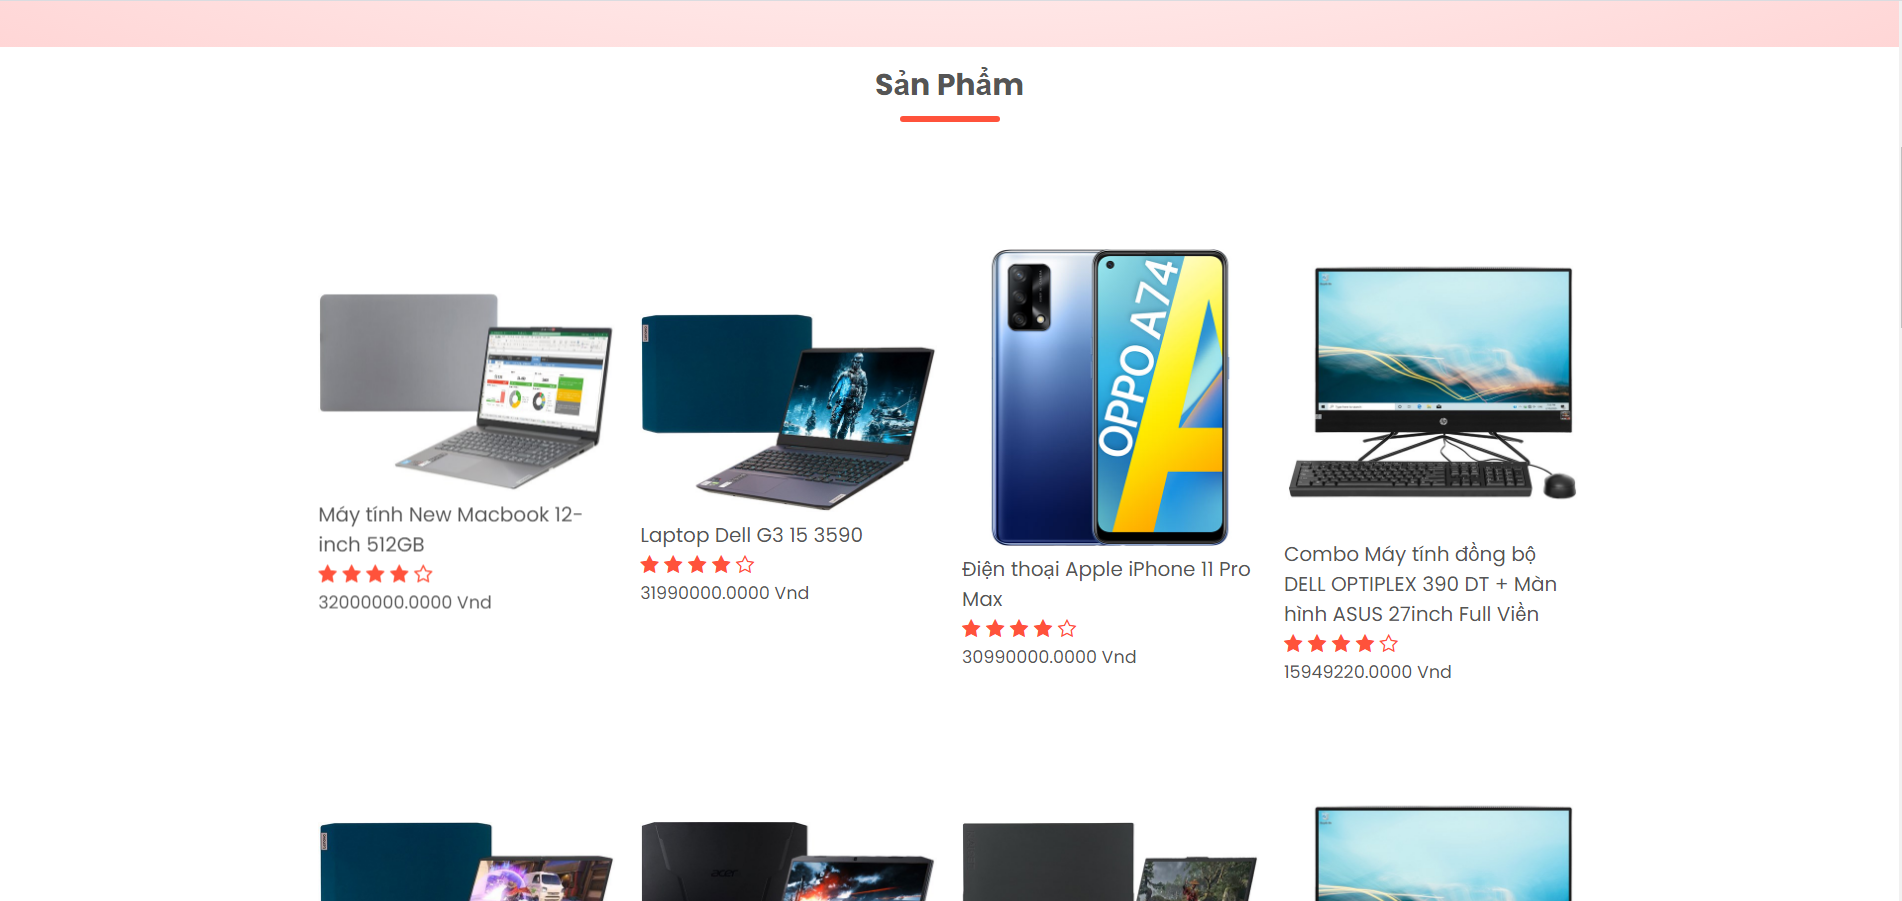 Sản Phẩm
OPPO A74
Máy tính New Macbook 12-
inch 512GB
32000000.0000 Vnd
Laptop Dell G3 15 3590
31990000.0000 Vnd
Điện thoại Apple iPhone 11 Pro
Max
30990000.0000 Vnd
Combo Máy tính đồng bộ
DELL OPTIPLEX 390 DT + Màn
hình ASUS 27inch Full Viền
15949220.0000 Vnd
acer